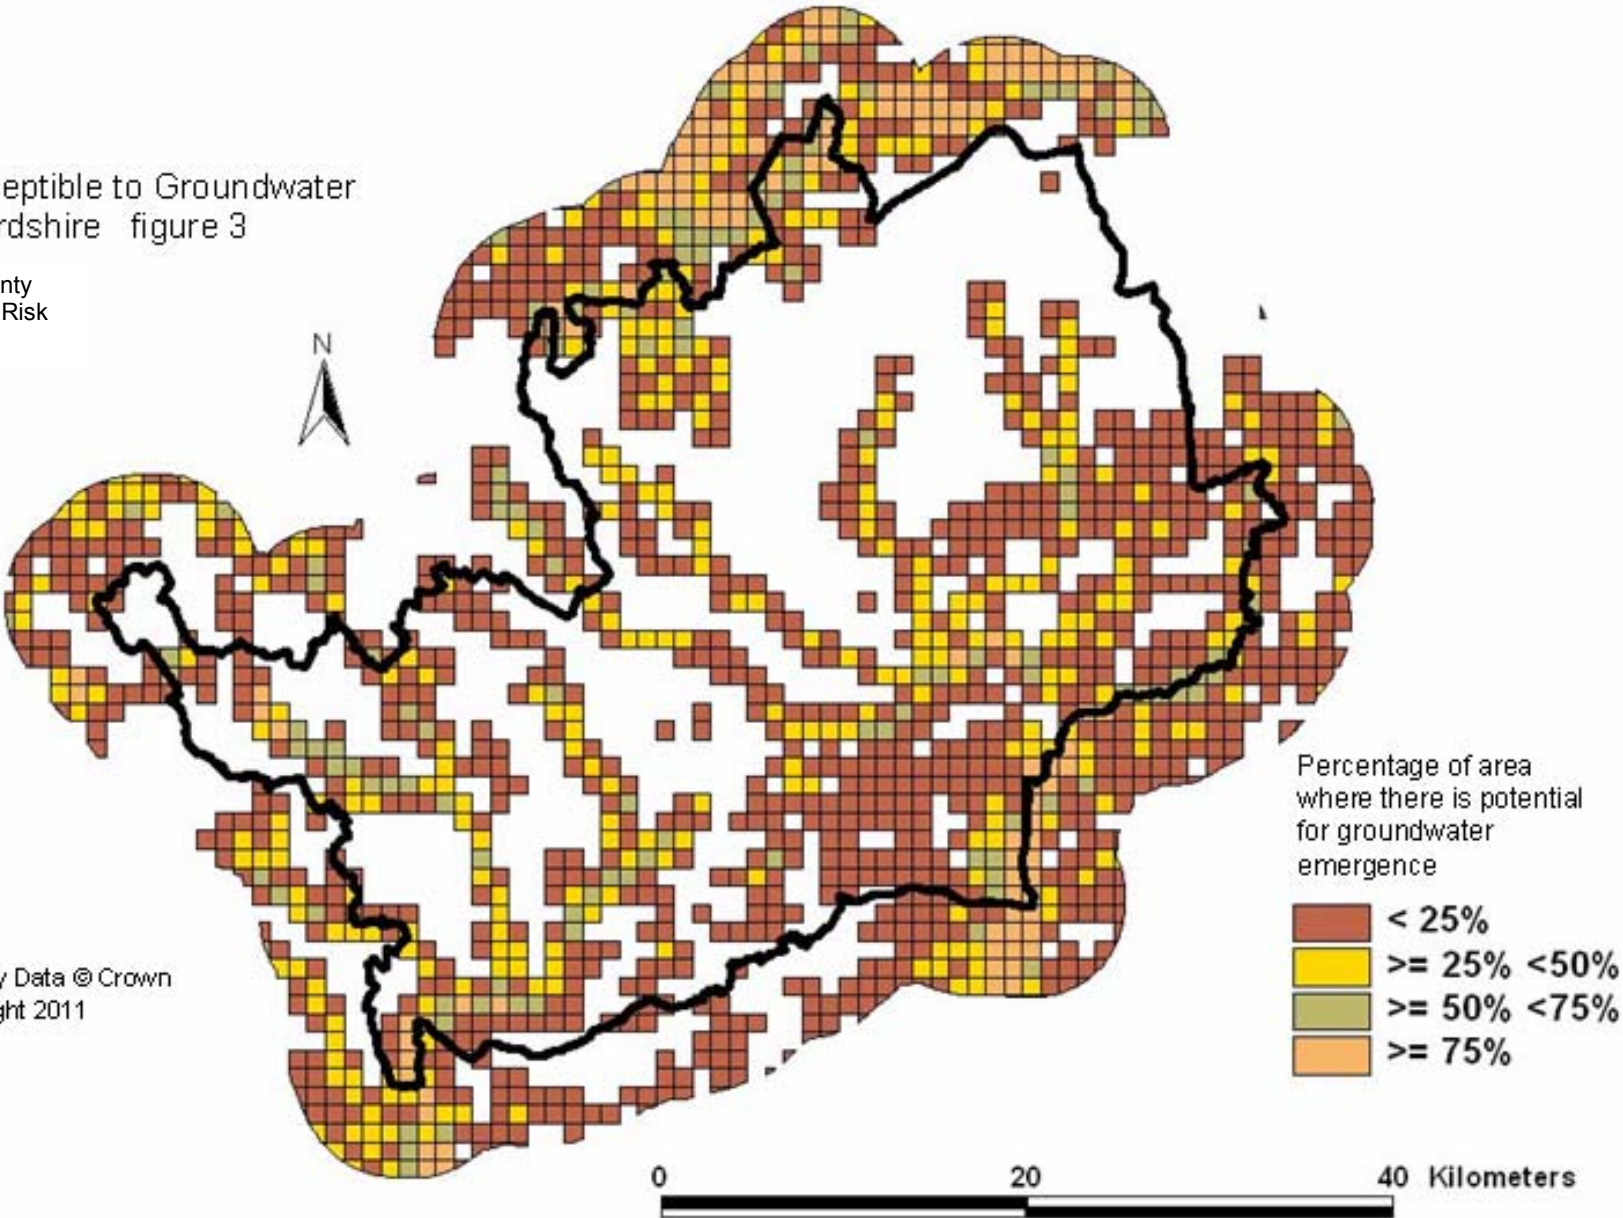 eptible to Groundwater
rdshire figure 3
nty
Risk
N
y Data © Crown
ght 2011
Percentage of area
where there is potential
for groundwater
emergence
< 25%
>= 25% <50%
>= 50% <75%
>= 75%
0 20 40 Kilometers